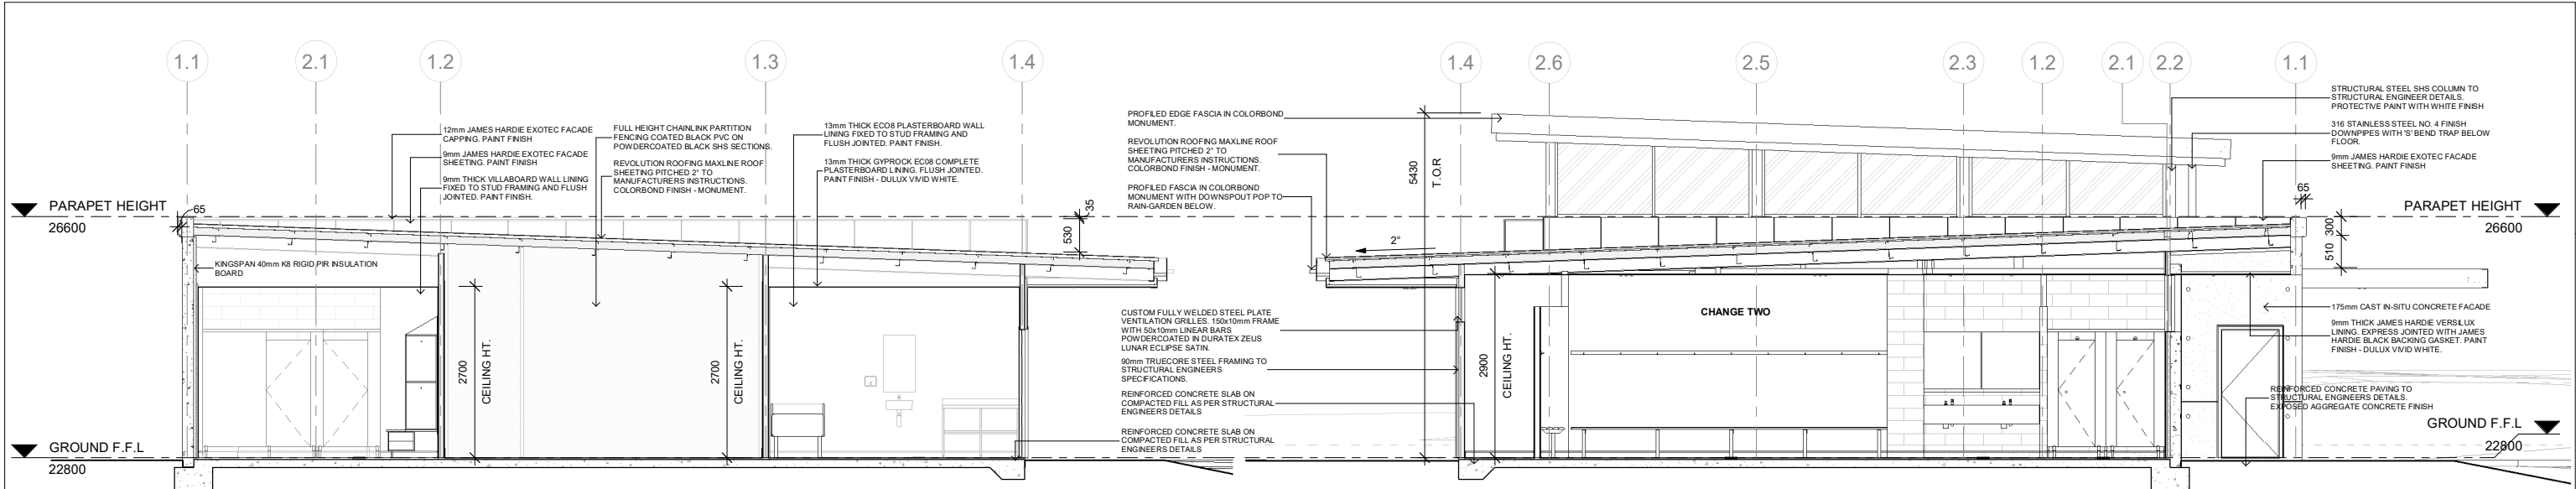 1.1
2.1
1.2
1.3
1.4
1.4
2.6
2.5
2.3
1.2
2.1
2.2
1.1
12mm JAMES HARDIE EXOTEC FACADE
CAPPING. PAINT FINISH
9mm JAMES HARDIE EXOTEC FACADE
SHEETING. PAINT FINISH
9mm THICK VILLABOARD WALL LINING
FIXED TO STUD FRAMING AND FLUSH
JOINTED. PAINT FINISH.
FULL HEIGHT CHAINLINK PARTITION
FENCING COATED BLACK PVC ON
POWDERCOATED BLACK SHS SECTIONS.
REVOLUTION ROOFING MAXLINE ROOF
SHEETING PITCHED 2° TO
MANUFACTURERS INSTRUCTIONS.
COLORBOND FINISH - MONUMENT.
13mm THICK ECO8 PLASTERBOARD WALL
LINING FIXED TO STUD FRAMING AND
FLUSH JOINTED. PAINT FINISH.
13mm THICK GYPROCK EC08 COMPLETE
PLASTERBOARD LINING. FLUSH JOINTED.
PAINT FINISH - DULUX VIVID WHITE.
PARAPET HEIGHT
26600
65
KINGSPAN 40mm K8 RIGID PIR INSULATION
BOARD
2700
CEILING HT.
2700
CEILING HT.
35
530
GROUND F.F.L
22800
PROFILED EDGE FASCIA IN COLORBOND
MONUMENT.
REVOLUTION ROOFING MAXLINE ROOF
SHEETING PITCHED 2° TO
MANUFACTURERS INSTRUCTIONS.
COLORBOND FINISH - MONUMENT.
PROFILED FASCIA IN COLORBOND
MONUMENT WITH DOWNSPOUT POP TO
RAIN-GARDEN BELOW.
CUSTOM FULLY WELDED STEEL PLATE
VENTILATION GRILLES. 150x10mm FRAME
WITH 50x10mm LINEAR BARS
POWDERCOATED IN DURATEX ZEUS
LUNAR ECLIPSE SATIN.
90mm TRUECORE STEEL FRAMING TO
STRUCTURAL ENGINEERS
SPECIFICATIONS.
REINFORCED CONCRETE SLAB ON
COMPACTED FILL AS PER STRUCTURAL
ENGINEERS DETAILS
REINFORCED CONCRETE SLAB ON
COMPACTED FILL AS PER STRUCTURAL
ENGINEERS DETAILS
5430
T.O.R
2°
2900
CEILING HT.
CHANGE TWO
STRUCTURAL STEEL SHS COLUMN TO
STRUCTURAL ENGINEER DETAILS.
PROTECTIVE PAINT WITH WHITE FINISH
316 STAINLESS STEEL NO. 4 FINISH
DOWNPIPES WITH 'S' BEND TRAP BELOW
FLOOR.
9mm JAMES HARDIE EXOTEC FACADE
SHEETING. PAINT FINISH
65
300
510
PARAPET HEIGHT
26600
175mm CAST IN-SITU CONCRETE FACADE
9mm THICK JAMES HARDIE VERSILUX
LINING. EXPRESS JOINTED WITH JAMES
HARDIE BLACK BACKING GASKET. PAINT
FINISH - DULUX VIVID WHITE.
REINFORCED CONCRETE PAVING TO
STRUCTURAL ENGINEERS DETAILS.
EXPOSED AGGREGATE CONCRETE FINISH
GROUND F.F.L
22800